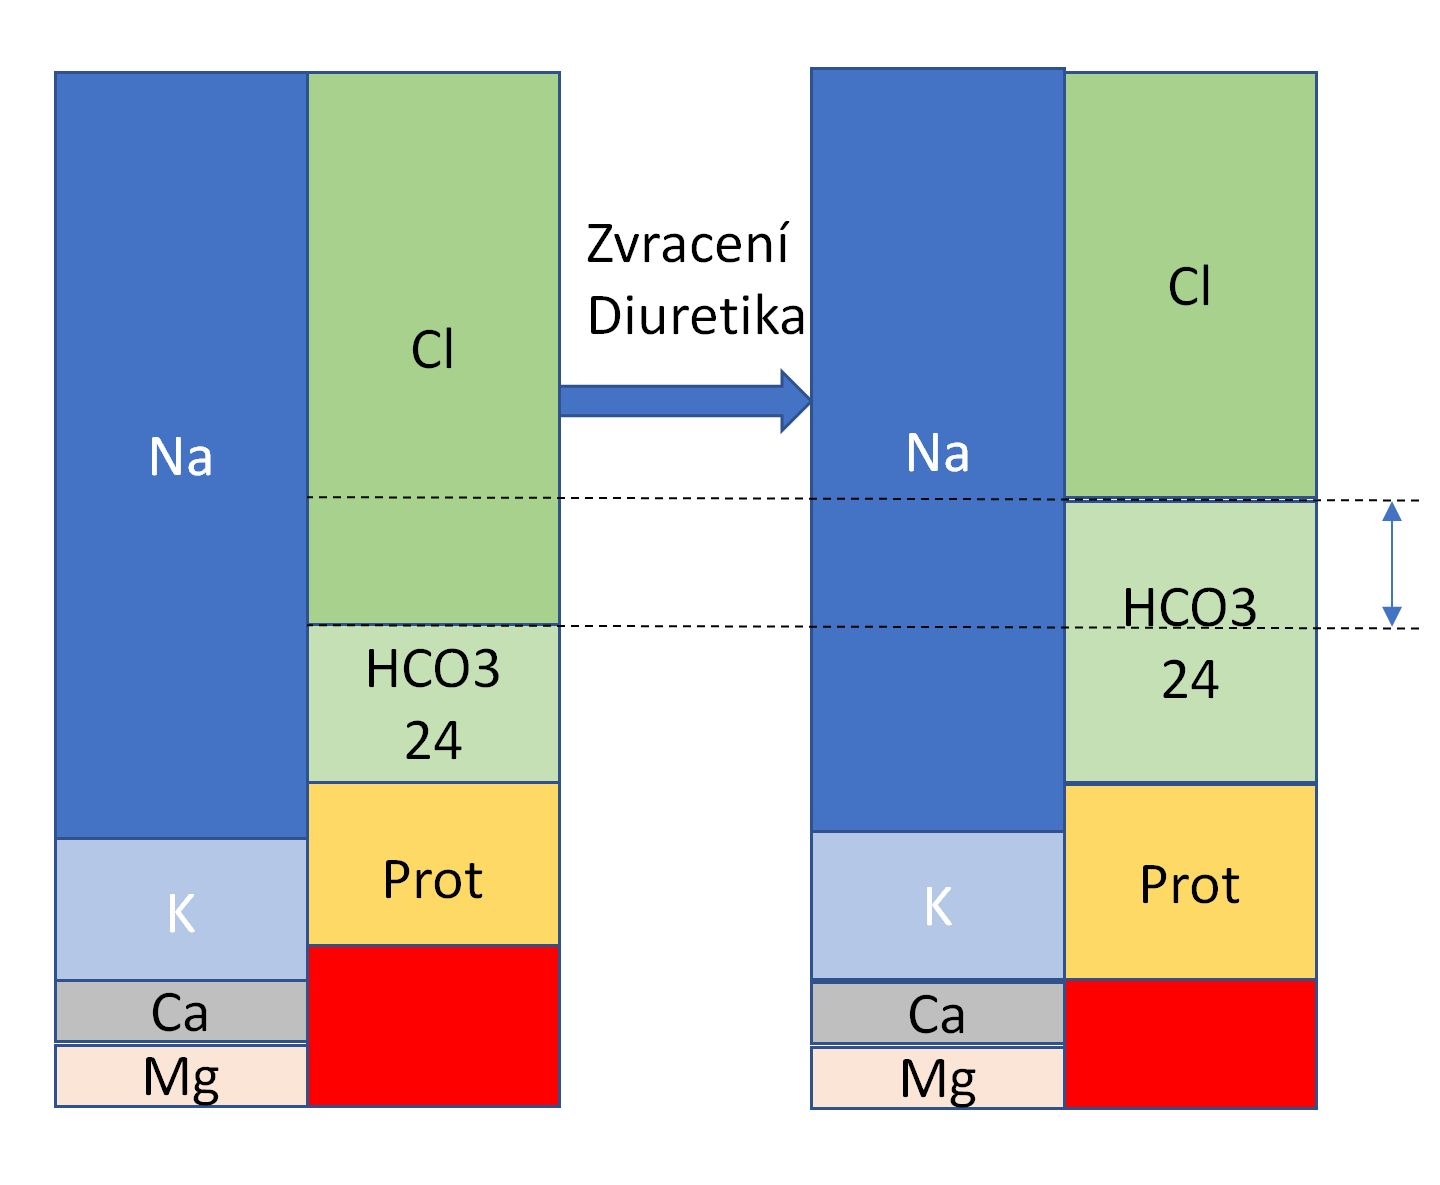 Na
Cl
HCO3
24
K
Prot
Ca
Mg
Zvracení
Diuretika
Na
Cl
HCO3
24
K
Prot
Ca
Mg